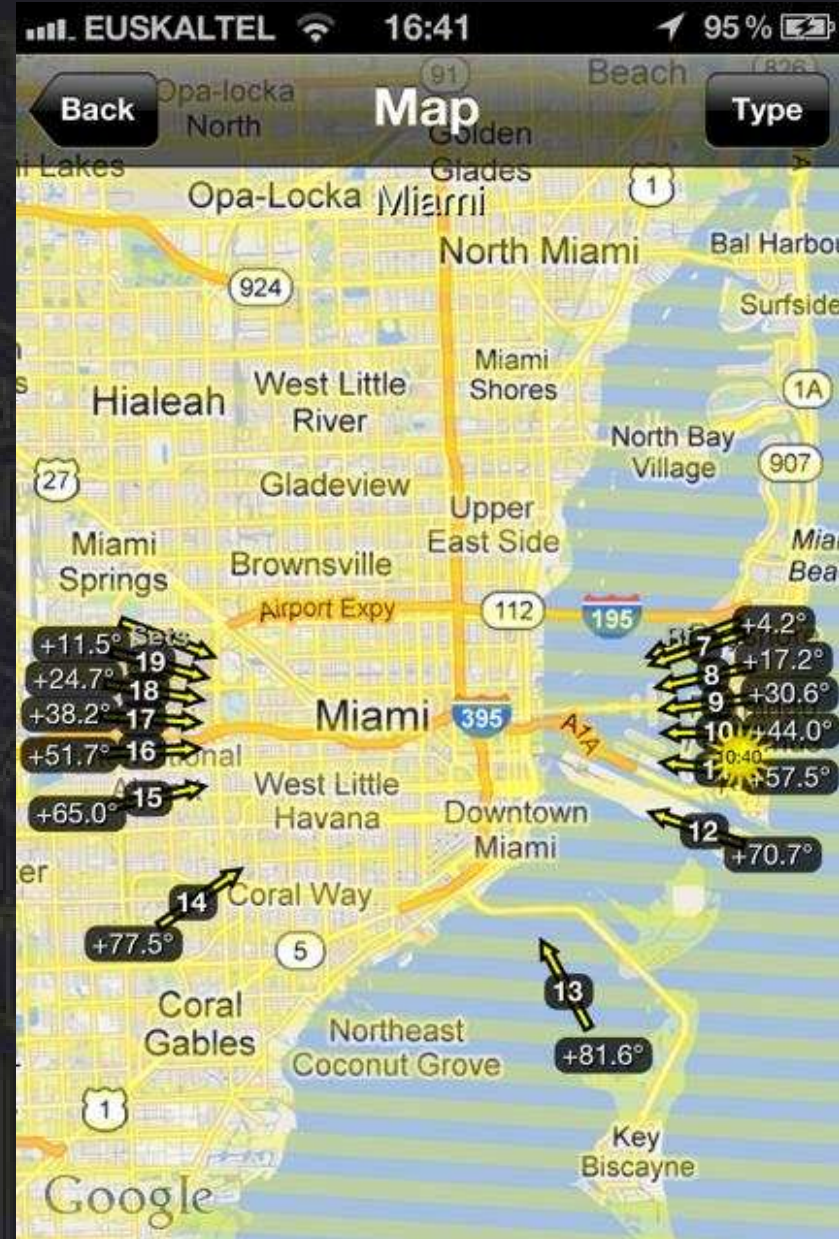 EUSKALTEL 16:41 95%
Back Map Type
Opa-locka
North
91
Beach
826
Golden
Glades
Opa-Locka Miami
1
North Miami
Bal Harbour
924
Surfside
Miami
Shores
West Little
River
Hialeah
1A
North Bay
Village
907
27
Gladeview
Upper
East Side
Miami
Springs
Brownsville
Airport Expy
112
195
Sets
+11.5° 19
+24.7° 18
+38.2° 17
+51.7° 16
+65.0° 15
7 +4.2°
8 +17.2°
9 +30.6°
10 +44.0°
+57.5°
12 +70.7°
Miami
395
A1A
West Little
Havana
Downtown
Miami
14
+77.5°
Coral Way
5
13
+81.6°
Coral
Gables
Northeast
Coconut Grove
1
Key
Biscayne
Google